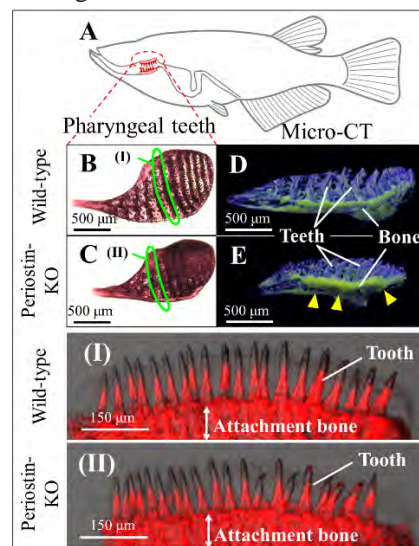 A
Pharyngeal teeth
Micro-CT
Wild-type
B
(I)
500 μm
D
500 μm
Teeth
Bone
Periostin-
KO
C
(II)
500 μm
E
500 μm
Wild-type
(I)
Tooth
150 μm
Attachment bone
Periostin-
KO
(II)
Tooth
150 μm
Attachment bone